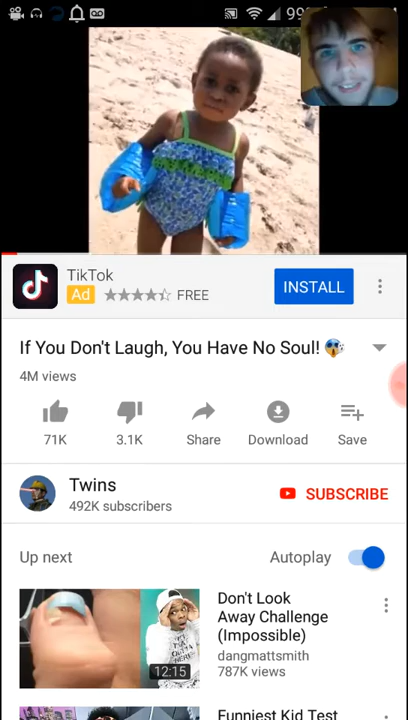 99
TikTok
Ad
FREE
INSTALL
If You Don't Laugh, You Have No Soul! 😱
4M views
71K
3.1K
Share
Download
Save
Twins
492K subscribers
SUBSCRIBE
Up next
Autoplay
12:15
Don't Look
Away Challenge
(Impossible)
dangmattsmith
787K views
Funniest Kid Test